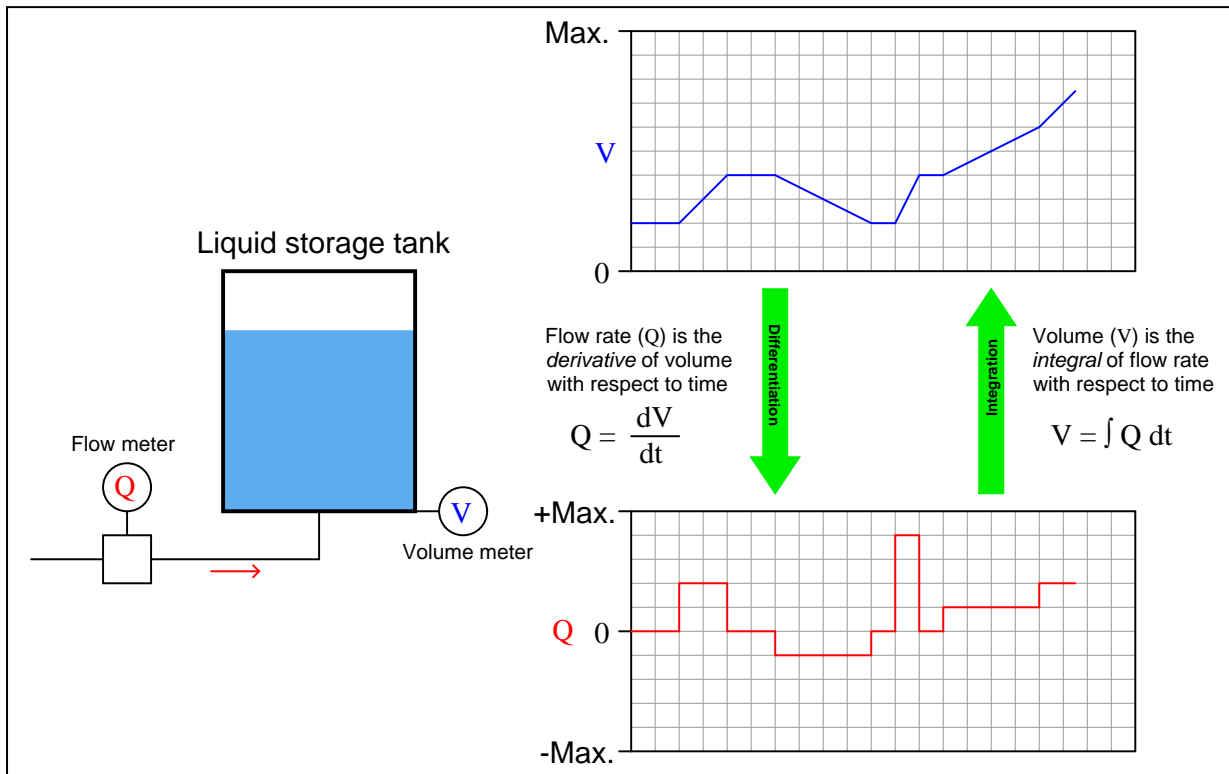 Max.
V
0
Liquid storage tank
Flow meter
Q
V
Volume meter
Flow rate (Q) is the
derivative of volume
with respect to time
Q = dV
dt
Differentiation
Integration
Volume (V) is the
integral of flow rate
with respect to time
V = ∫ Q dt
+Max.
Q 0
-Max.